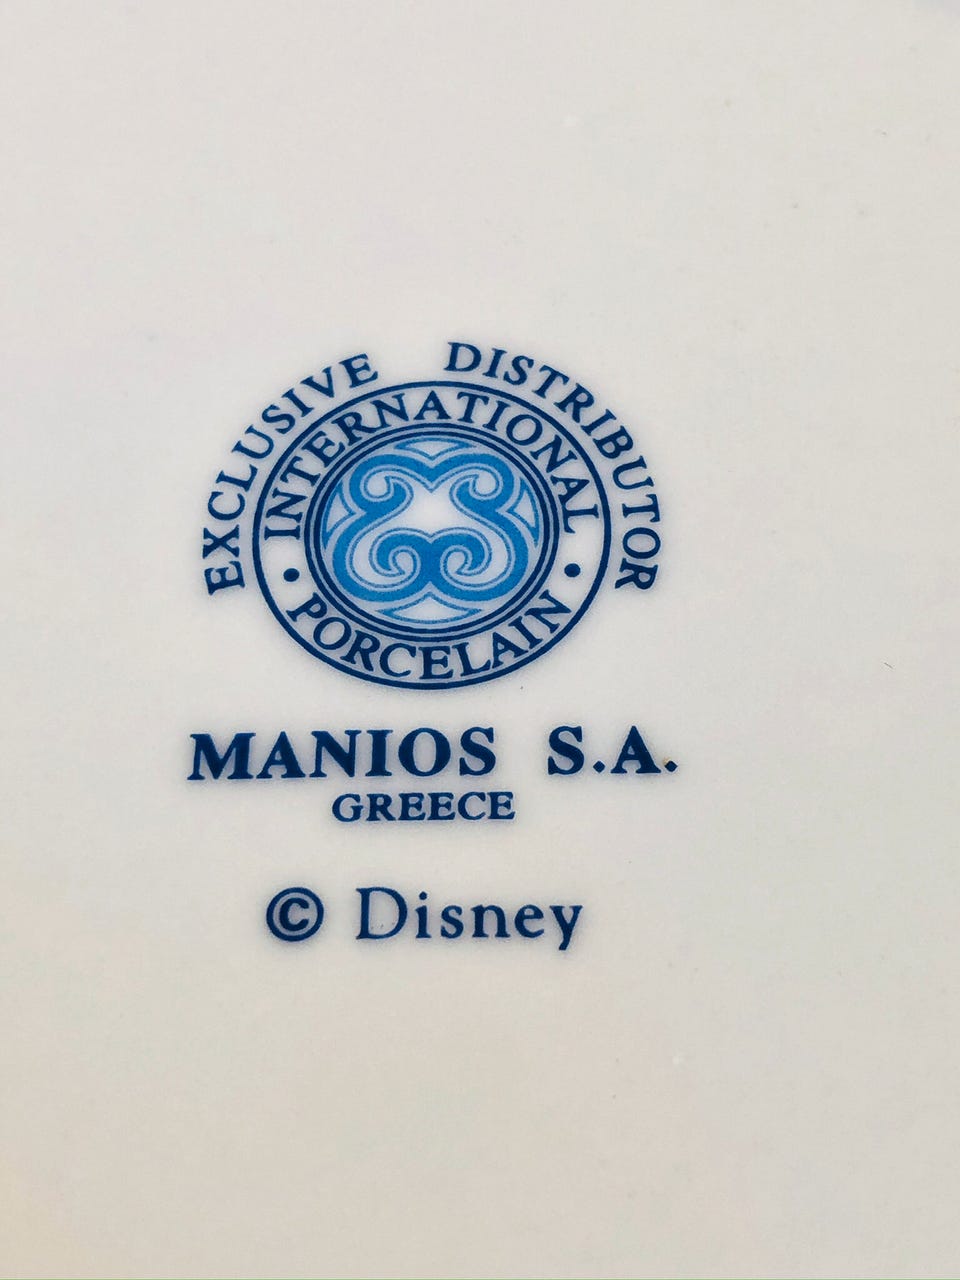 EXCLUSIVE DISTRIBUTOR
INTERNATIONAL
• PORCELAIN •
MANIOS S.A.
GREECE
© Disney